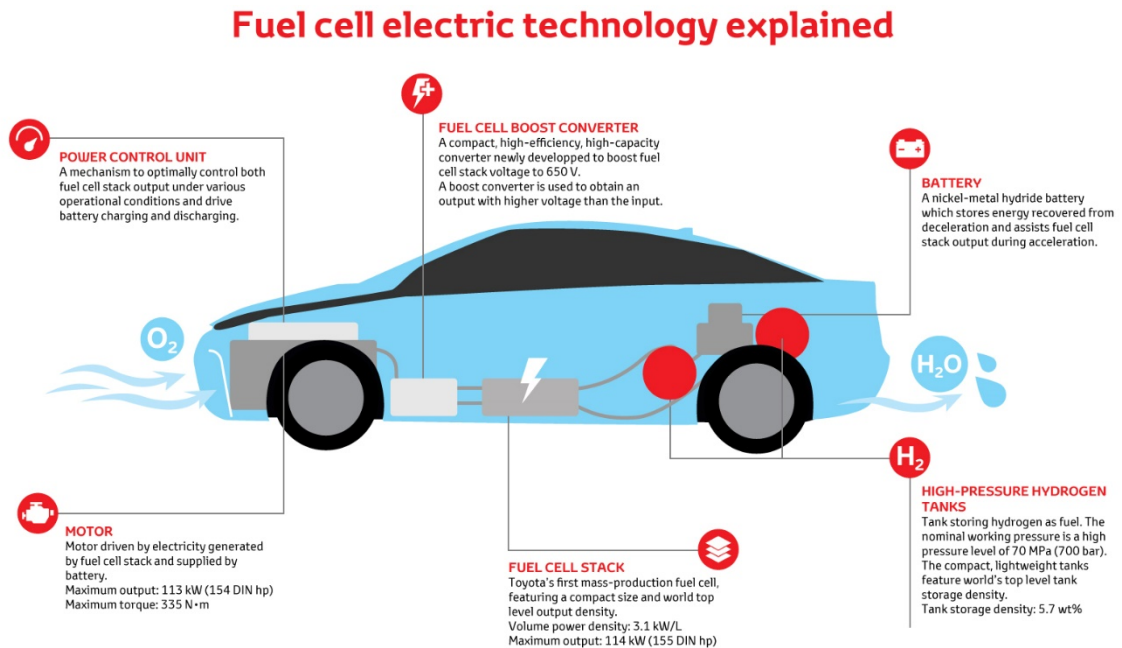 Fuel cell electric technology explained
POWER CONTROL UNIT
A mechanism to optimally control both
fuel cell stack output under various
operational conditions and drive
battery charging and discharging.
FUEL CELL BOOST CONVERTER
A compact, high-efficiency, high-capacity
converter newly developped to boost fuel
cell stack voltage to 650 V.
A boost converter is used to obtain an
output with higher voltage than the input.
BATTERY
A nickel-metal hydride battery
which stores energy recovered from
deceleration and assists fuel cell
stack output during acceleration.
O₂
H₂O
H₂
MOTOR
Motor driven by electricity generated
by fuel cell stack and supplied by
battery.
Maximum output: 113 kW (154 DIN hp)
Maximum torque: 335 N•m
FUEL CELL STACK
Toyota's first mass-production fuel cell,
featuring a compact size and world top
level output density.
Volume power density: 3.1 kW/L
Maximum output: 114 kW (155 DIN hp)
HIGH-PRESSURE HYDROGEN
TANKS
Tank storing hydrogen as fuel. The
nominal working pressure is a high
pressure level of 70 MPa (700 bar).
The compact, lightweight tanks
feature world's top level tank
storage density.
Tank storage density: 5.7 wt%